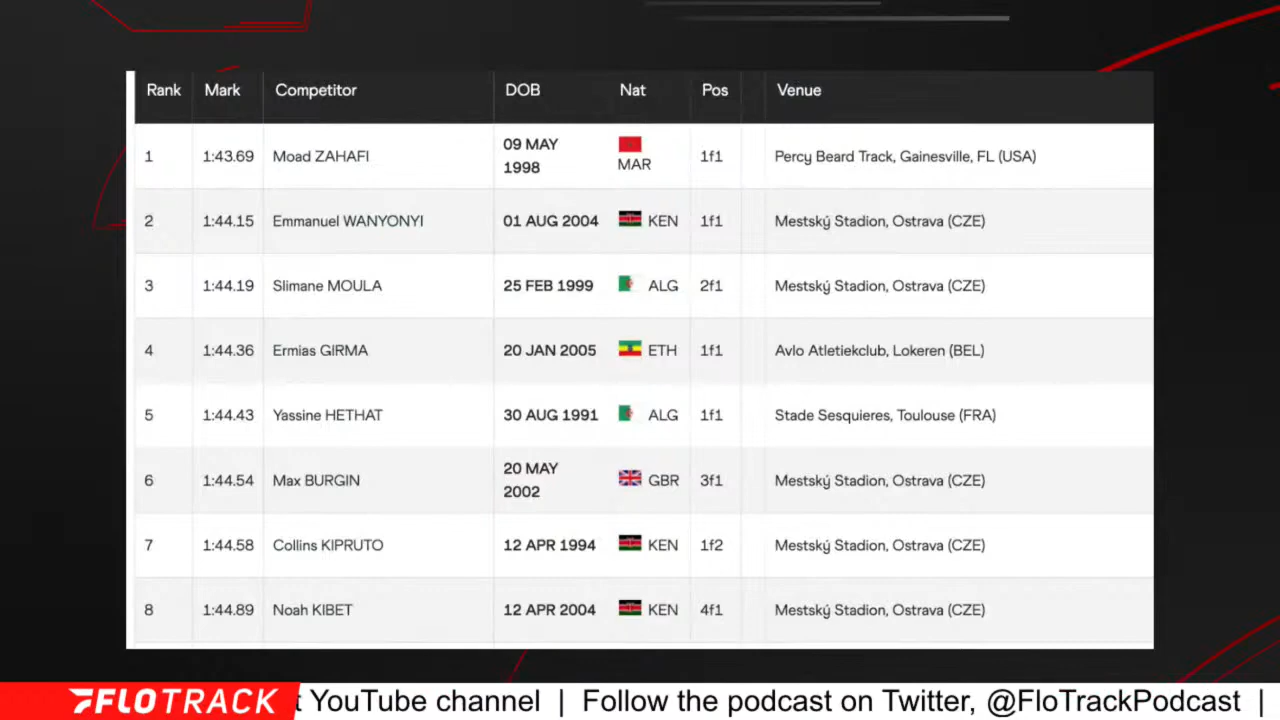 Rank Mark Competitor DOB Nat Pos Venue
1 1:43.69 Moad ZAHAFI 09 MAY 1998 MAR 1f1 Percy Beard Track, Gainesville, FL (USA)
2 1:44.15 Emmanuel WANYONYI 01 AUG 2004 KEN 1f1 Mestský Stadion, Ostrava (CZE)
3 1:44.19 Slimane MOULA 25 FEB 1999 ALG 2f1 Mestský Stadion, Ostrava (CZE)
4 1:44.36 Ermias GIRMA 20 JAN 2005 ETH 1f1 Avlo Atletiekclub, Lokeren (BEL)
5 1:44.43 Yassine HETHAT 30 AUG 1991 ALG 1f1 Stade Sesquieres, Toulouse (FRA)
6 1:44.54 Max BURGIN 20 MAY 2002 GBR 3f1 Mestský Stadion, Ostrava (CZE)
7 1:44.58 Collins KIPRUTO 12 APR 1994 KEN 1f2 Mestský Stadion, Ostrava (CZE)
8 1:44.89 Noah KIBET 12 APR 2004 KEN 4f1 Mestský Stadion, Ostrava (CZE)
FLOTRACK t YouTube channel | Follow the podcast on Twitter, @FloTrackPodcast |